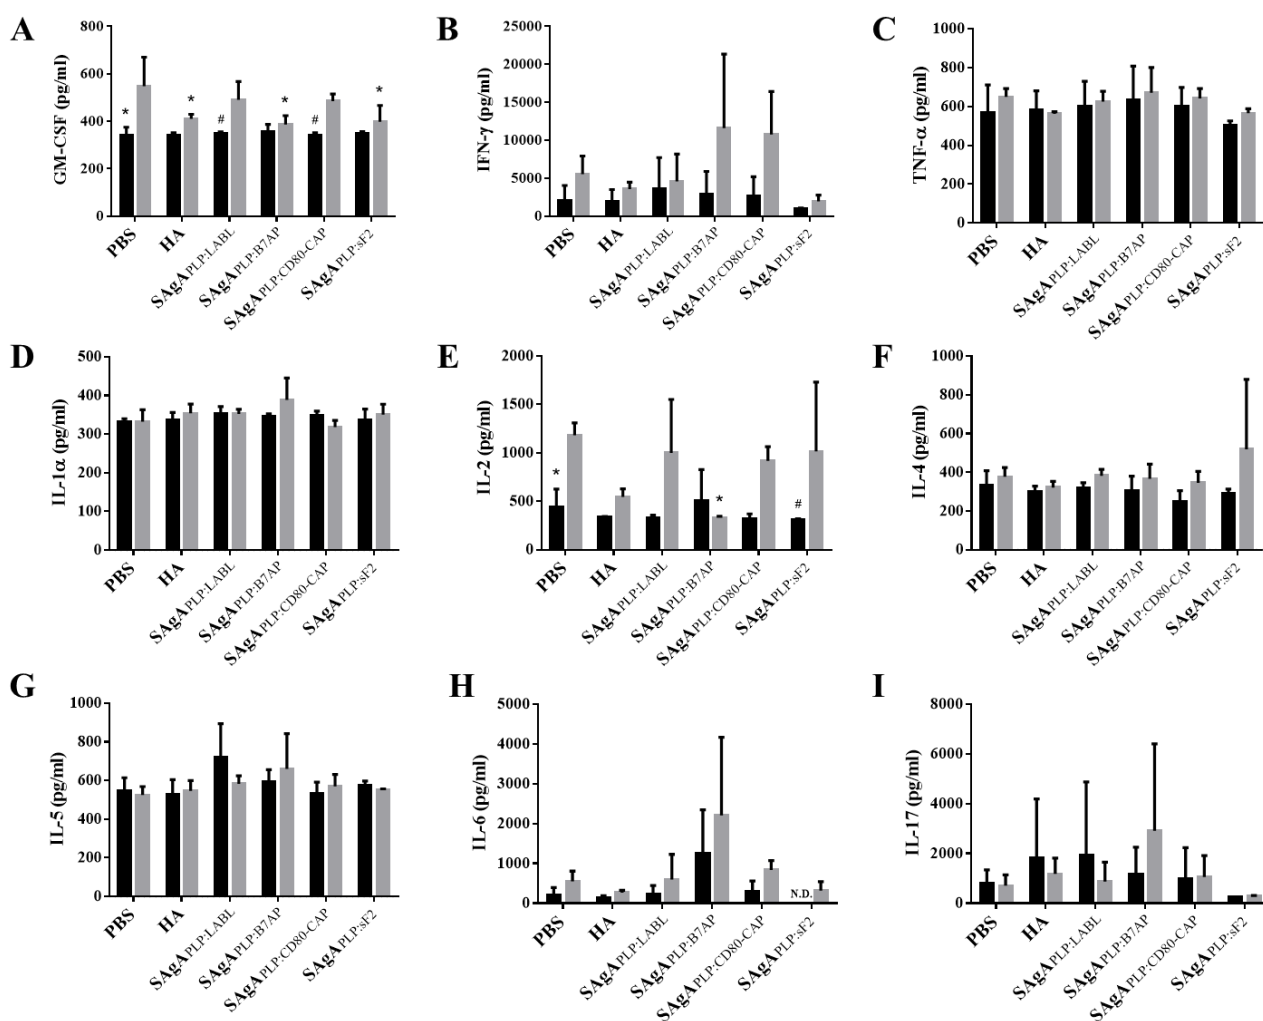 A
GM-CSF (pg/ml)
800
600
400
200
0
*
*
#
*
#
*
PBS
HA
SAgAPLP:LABL
SAgAPLP:B7AP
SAgAPLP:CD80-CAP
SAgAPLP:sF2
B
IFN-γ (pg/ml)
25000
20000
15000
10000
5000
0
PBS
HA
SAgAPLP:LABL
SAgAPLP:B7AP
SAgAPLP:CD80-CAP
SAgAPLP:sF2
C
TNF-α (pg/ml)
1000
800
600
400
200
0
PBS
HA
SAgAPLP:LABL
SAgAPLP:B7AP
SAgAPLP:CD80-CAP
SAgAPLP:sF2
D
IL-1α (pg/ml)
500
400
300
200
100
0
PBS
HA
SAgAPLP:LABL
SAgAPLP:B7AP
SAgAPLP:CD80-CAP
SAgAPLP:sF2
E
IL-2 (pg/ml)
2000
1500
1000
500
0
*
*
#
PBS
HA
SAgAPLP:LABL
SAgAPLP:B7AP
SAgAPLP:CD80-CAP
SAgAPLP:sF2
F
IL-4 (pg/ml)
1000
800
600
400
200
0
PBS
HA
SAgAPLP:LABL
SAgAPLP:B7AP
SAgAPLP:CD80-CAP
SAgAPLP:sF2
G
IL-5 (pg/ml)
1000
800
600
400
200
0
PBS
HA
SAgAPLP:LABL
SAgAPLP:B7AP
SAgAPLP:CD80-CAP
SAgAPLP:sF2
H
IL-6 (pg/ml)
5000
4000
3000
2000
1000
0
N.D.
PBS
HA
SAgAPLP:LABL
SAgAPLP:B7AP
SAgAPLP:CD80-CAP
SAgAPLP:sF2
I
IL-17 (pg/ml)
8000
6000
4000
2000
0
PBS
HA
SAgAPLP:LABL
SAgAPLP:B7AP
SAgAPLP:CD80-CAP
SAgAPLP:sF2